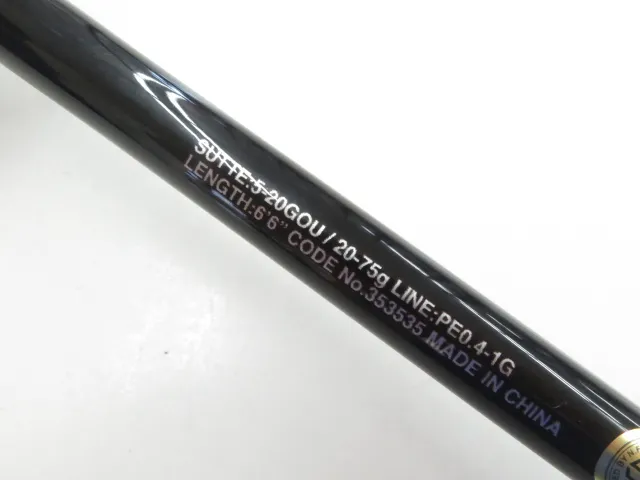 SUTTE:5-20GOU / 20-75g LINE:PE0.4-1G
LENGTH:6'6" CODE No.353535 MADE IN CHINA